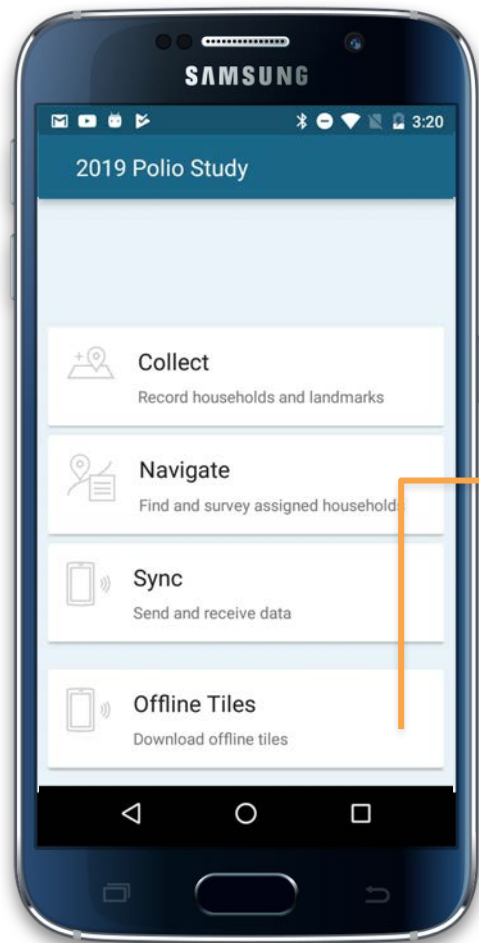 SAMSUNG
3:20
2019 Polio Study
Collect
Record households and landmarks
Navigate
Find and survey assigned households
Sync
Send and receive data
Offline Tiles
Download offline tiles